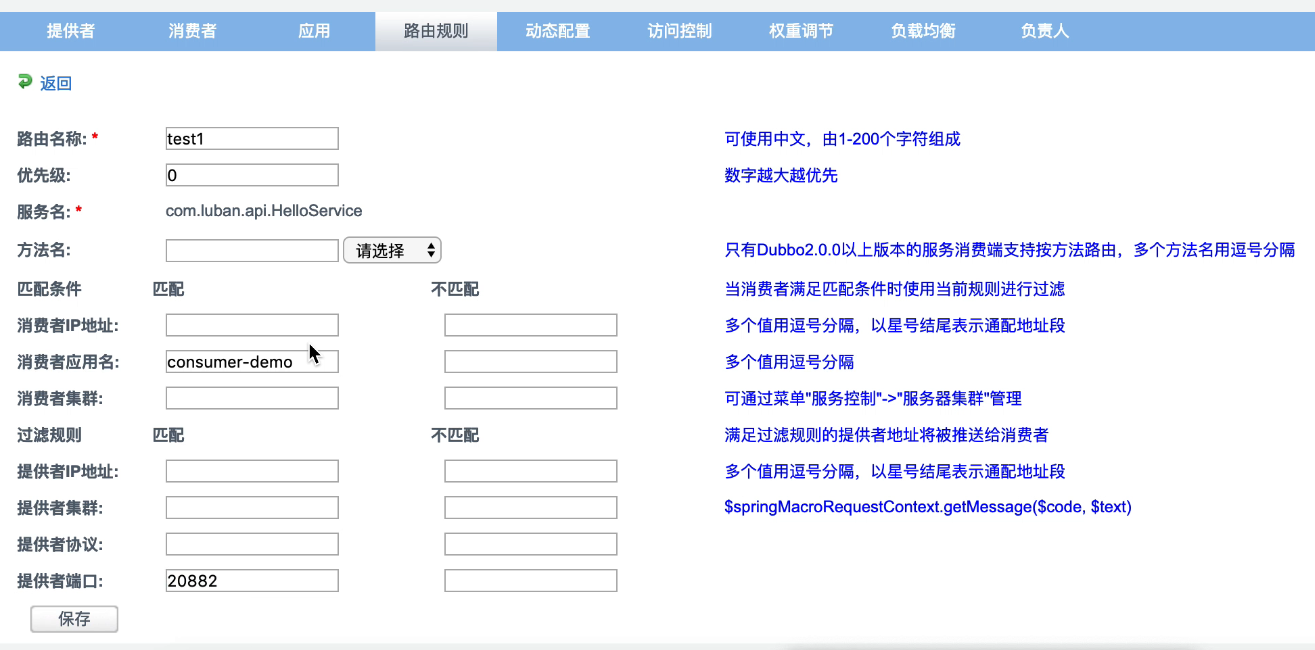 提供者 消费者 应用 路由规则 动态配置 访问控制 权重调节 负载均衡 负责人
返回
路由名称: * test1 可使用中文，由1-200个字符组成
优先级: 0 数字越大越优先
服务名: * com.luban.api.HelloService
方法名: 请选择 只有Dubbo2.0.0以上版本的服务消费端支持按方法路由，多个方法名用逗号分隔
匹配条件 匹配 不匹配 当消费者满足匹配条件时使用当前规则进行过滤
消费者IP地址: 多个值用逗号分隔，以星号结尾表示通配地址段
消费者应用名: consumer-demo 多个值用逗号分隔
消费者集群: 可通过菜单"服务控制"->"服务器集群"管理
过滤规则 匹配 不匹配 满足过滤规则的提供者地址将被推送给消费者
提供者IP地址: 多个值用逗号分隔，以星号结尾表示通配地址段
提供者集群: $springMacroRequestContext.getMessage($code, $text)
提供者协议:
提供者端口: 20882
保存